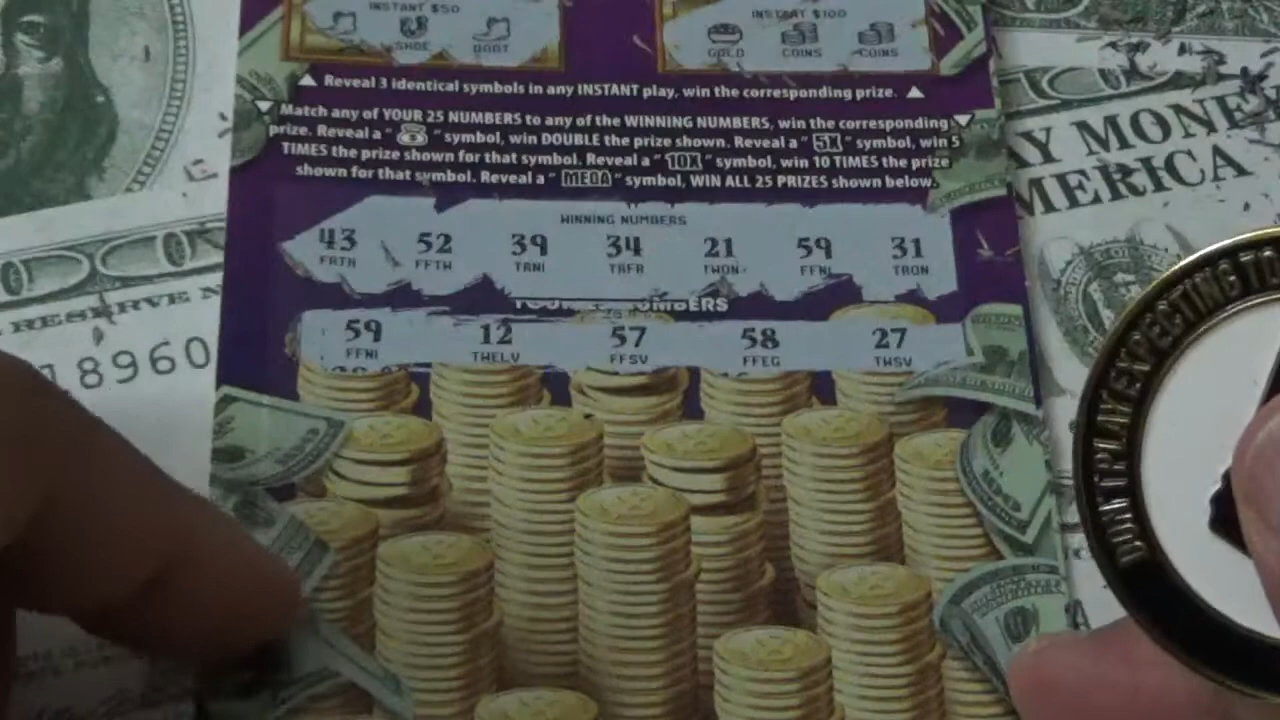 INSTANT $50
INSTANT $100
SHOE
BOOT
GOLD
COINS
COINS
Reveal 3 identical symbols in any INSTANT play, win the corresponding prize.
Match any of YOUR 25 NUMBERS to any of the WINNING NUMBERS, win the corresponding
prize. Reveal a " " symbol, win DOUBLE the prize shown. Reveal a " 5X " symbol, win 5
TIMES the prize shown for that symbol. Reveal a " 10X " symbol, win 10 TIMES the prize
shown for that symbol. Reveal a " MEGA " symbol, WIN ALL 25 PRIZES shown below.
WINNING NUMBERS
43 52 39 34 21 59 31
FRTH FFTW TRNI TRFR TWON FFNI TRON
59 12 57 58 27
FFNI TWELV FFSV FFEG TWSV
RESERVE
18960
AY MONEY
MERICA
DON'T PLAY EXPECTING TO
100